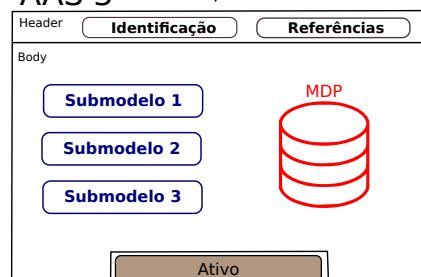 Header
Identificação
Referências
Body
Submodelo 1
MDP
Submodelo 2
Submodelo 3
Ativo